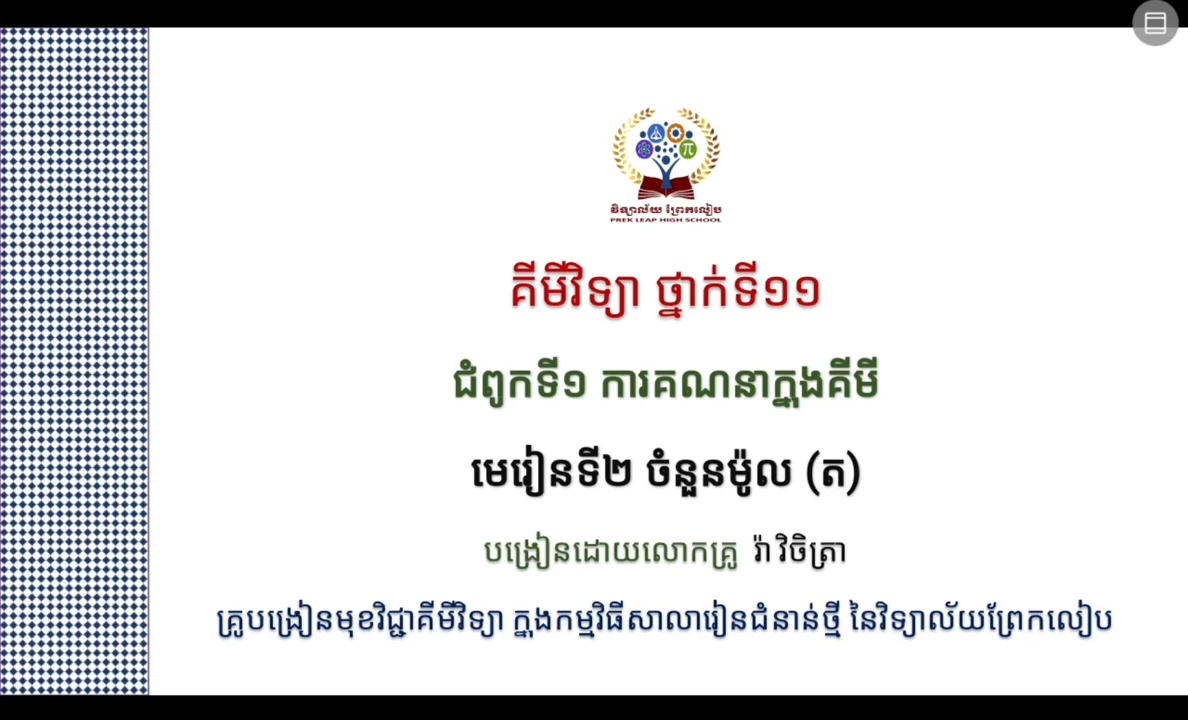 វិទ្យាល័យ ព្រែកលៀប
PREK LEAP HIGH SCHOOL
គីមីវិទ្យា ថ្នាក់ទី១១
ជំពូកទី១ ការគណនាក្នុងគីមី
មេរៀនទី២ ចំនួនម៉ូល (ត)
បង្រៀនដោយលោកគ្រូ រ៉ា វិចិត្រា
គ្រូបង្រៀនមុខវិជ្ជាគីមីវិទ្យា ក្នុងកម្មវិធីសាលារៀនជំនាន់ថ្មី នៃវិទ្យាល័យព្រែកលៀប